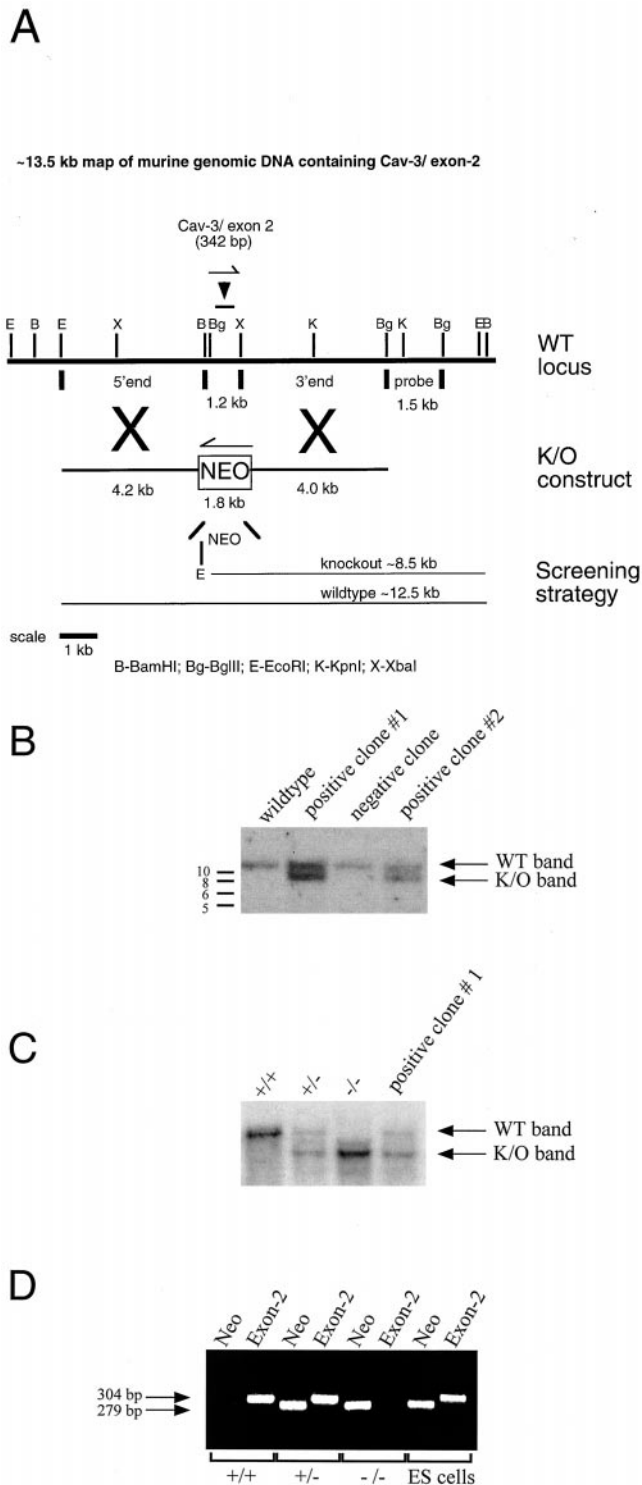 A
~13.5 kb map of murine genomic DNA containing Cav-3/ exon-2
Cav-3/ exon 2
(342 bp)
E B E X B Bg X K Bg K Bg EB
WT
locus
5'end 3'end probe
1.2 kb 1.5 kb
X X
NEO
K/O
construct
4.2 kb 1.8 kb 4.0 kb
NEO
E
knockout ~8.5 kb
wildtype ~12.5 kb
Screening
strategy
scale
1 kb
B-BamHI; Bg-BglII; E-EcoRI; K-KpnI; X-XbaI
B
wildtype positive clone #1 negative clone positive clone #2
10
8
6
5
WT band
K/O band
C
+/+ +/- -/- positive clone # 1
WT band
K/O band
D
Neo Exon-2 Neo Exon-2 Neo Exon-2 Neo Exon-2
304 bp
279 bp
+/+ +/- - /- ES cells